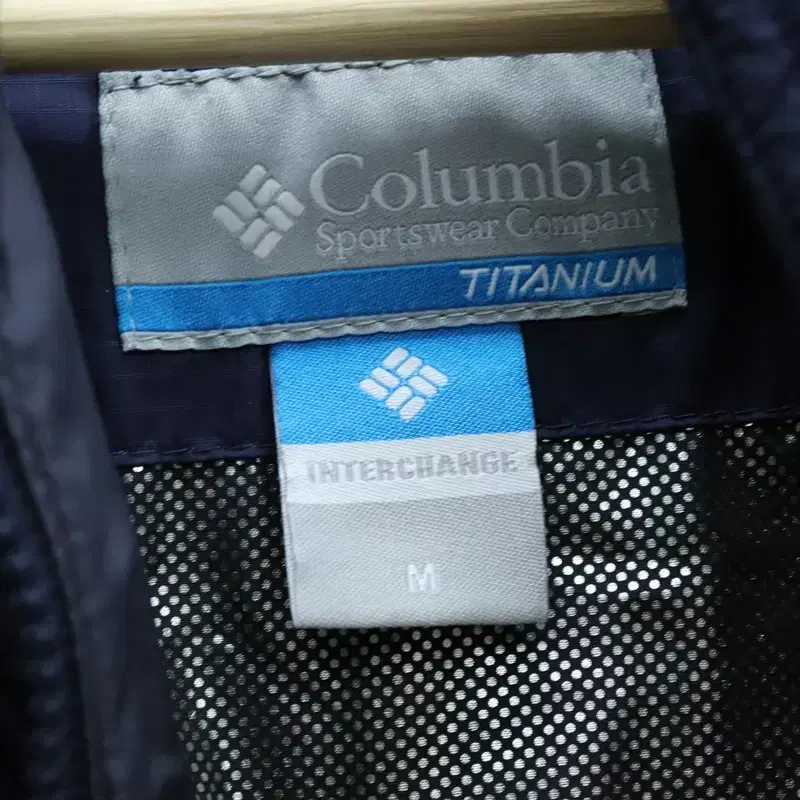 Columbia
Sportswear Company
TITANIUM
INTERCHANGE
M